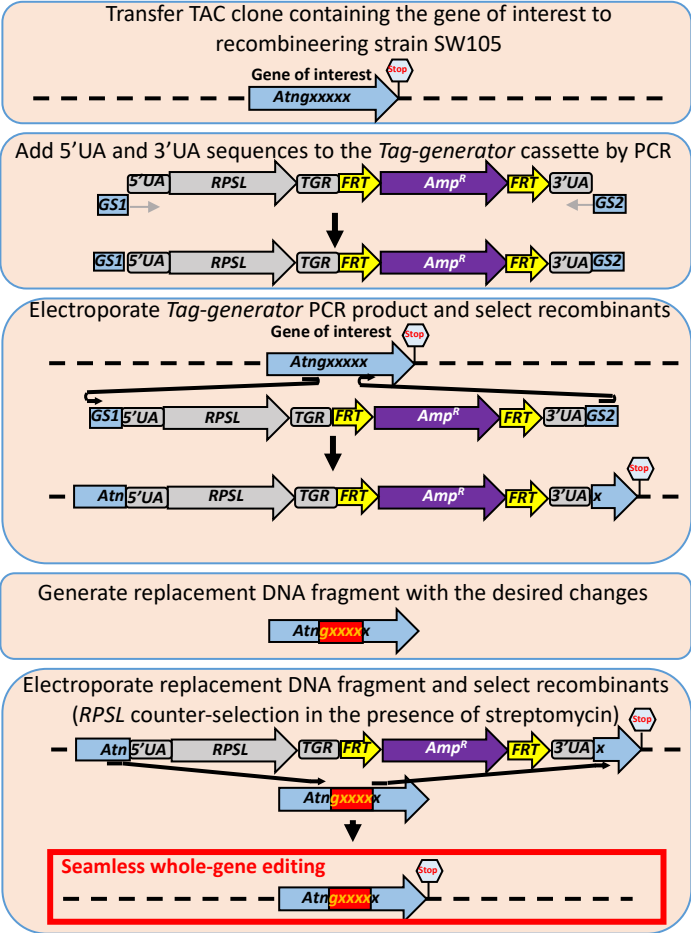 Transfer TAC clone containing the gene of interest to
recombineering strain SW105
Gene of interest
Stop
Atngxxxxx
Add 5’UA and 3’UA sequences to the Tag-generator cassette by PCR
5’UA RPSL TGR FRT AmpR FRT 3’UA
GS1 GS2
GS1 5’UA RPSL TGR FRT AmpR FRT 3’UA GS2
Electroporate Tag-generator PCR product and select recombinants
Gene of interest
Stop
Atngxxxxx
GS1 5’UA RPSL TGR FRT AmpR FRT 3’UA GS2
Stop
Atn 5’UA RPSL TGR FRT AmpR FRT 3’UA x
Generate replacement DNA fragment with the desired changes
Atngxxxxx
Electroporate replacement DNA fragment and select recombinants
(RPSL counter-selection in the presence of streptomycin)
Stop
Atn 5’UA RPSL TGR FRT AmpR FRT 3’UA x
Atngxxxxx
Seamless whole-gene editing
Stop
Atngxxxxx